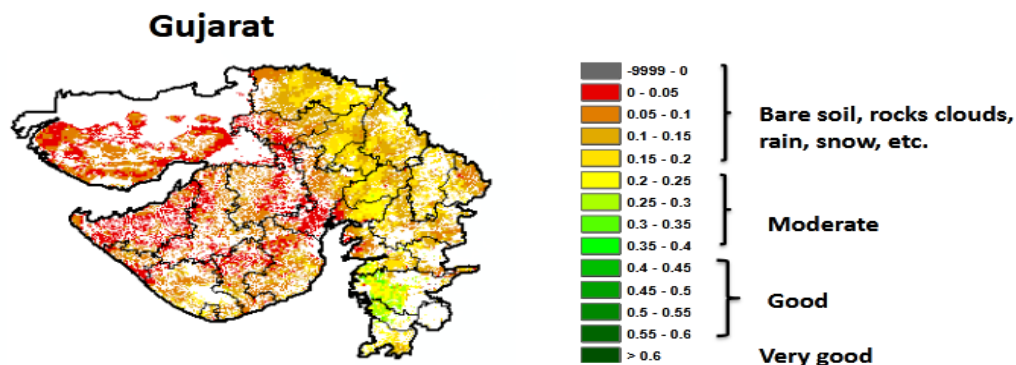 Gujarat
-9999 - 0
0 - 0.05
0.05 - 0.1
0.1 - 0.15
0.15 - 0.2
0.2 - 0.25
0.25 - 0.3
0.3 - 0.35
0.35 - 0.4
0.4 - 0.45
0.45 - 0.5
0.5 - 0.55
0.55 - 0.6
> 0.6
Bare soil, rocks clouds,
rain, snow, etc.
Moderate
Good
Very good